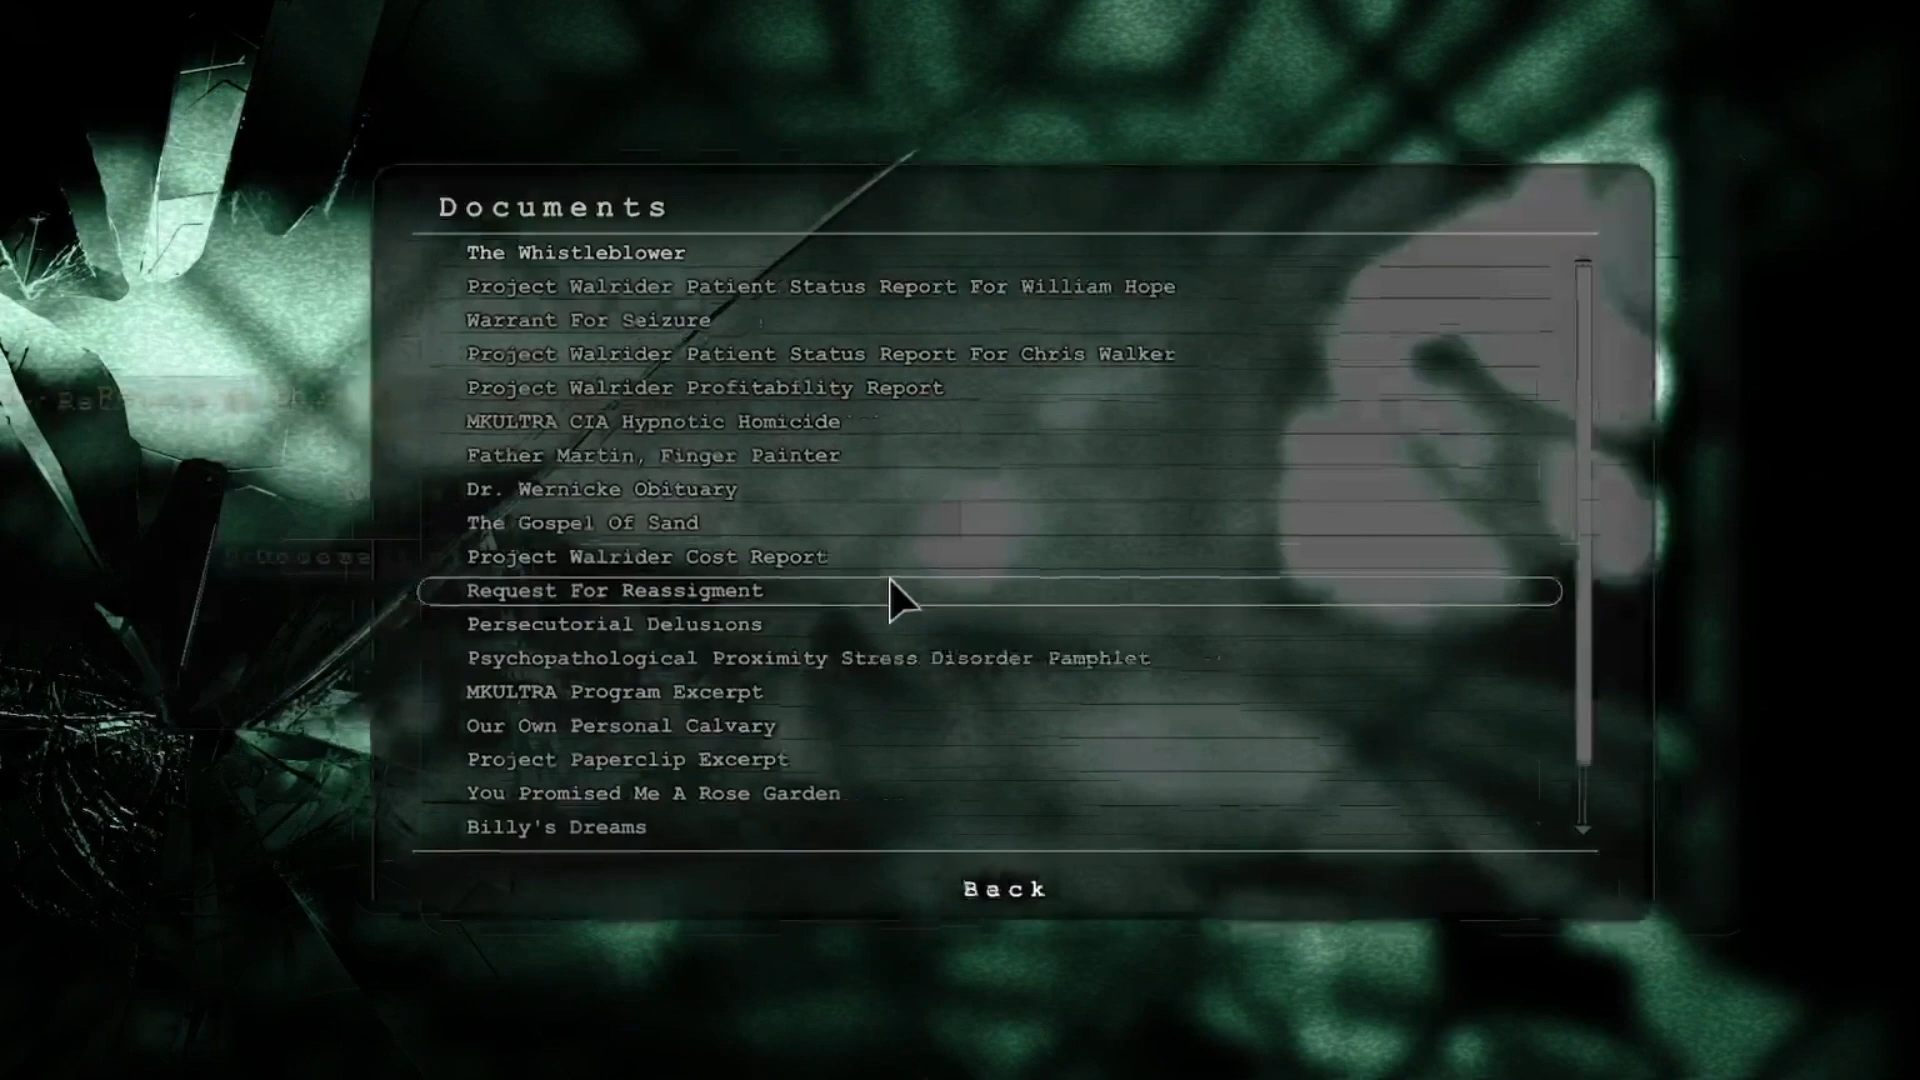 Documents
The Whistleblower
Project Walrider Patient Status Report For William Hope
Warrant For Seizure
Project Walrider Patient Status Report For Chris Walker
Project Walrider Profitability Report
MKULTRA CIA Hypnotic Homicide
Father Martin, Finger Painter
Dr. Wernicke Obituary
The Gospel Of Sand
Project Walrider Cost Report
Request For Reassigment
Persecutorial Delusions
Psychopathological Proximity Stress Disorder Pamphlet
MKULTRA Program Excerpt
Our Own Personal Calvary
Project Paperclip Excerpt
You Promised Me A Rose Garden
Billy's Dreams
Back